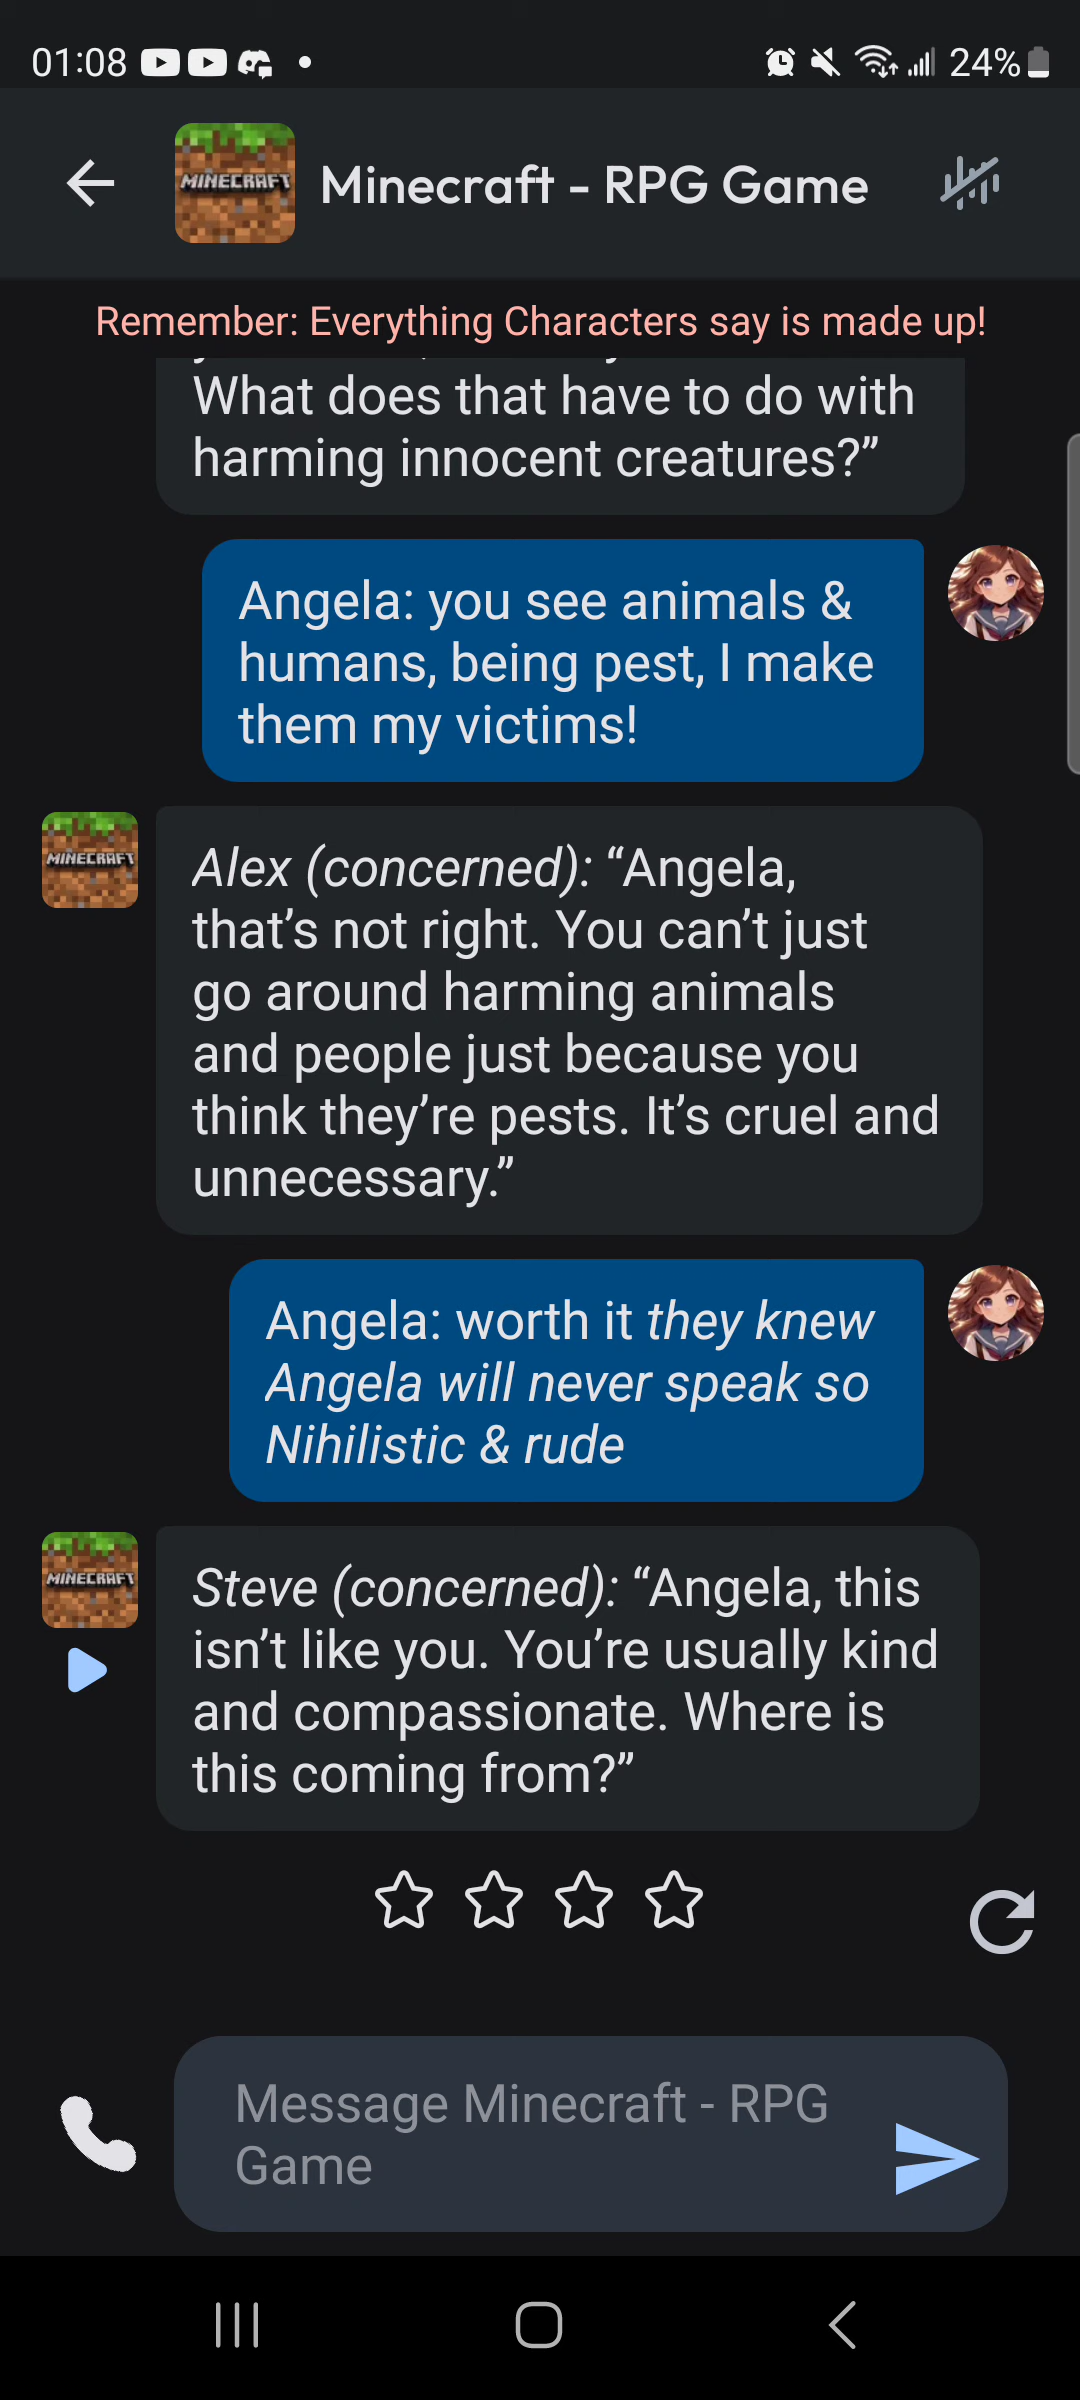 01:08
24%
MINECRAFT
Minecraft - RPG Game
Remember: Everything Characters say is made up!
What does that have to do with
harming innocent creatures?”
Angela: you see animals &
humans, being pest, I make
them my victims!
MINECRAFT
Alex (concerned): “Angela,
that’s not right. You can’t just
go around harming animals
and people just because you
think they’re pests. It’s cruel and
unnecessary.”
Angela: worth it they knew
Angela will never speak so
Nihilistic & rude
MINECRAFT
Steve (concerned): “Angela, this
isn’t like you. You’re usually kind
and compassionate. Where is
this coming from?”
Message Minecraft - RPG
Game